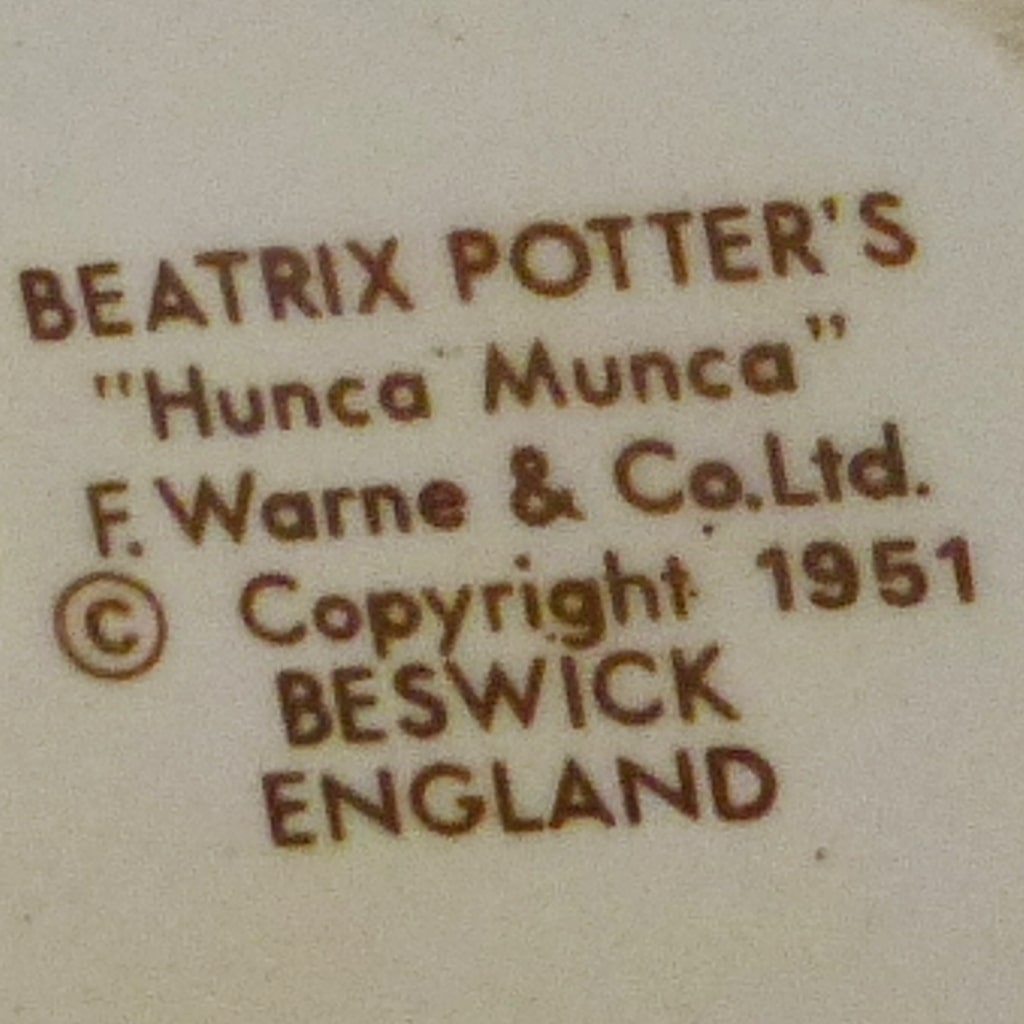 BEATRIX POTTER'S
"Hunca Munca"
F. Warne & Co.Ltd.
© Copyright 1951
BESWICK
ENGLAND